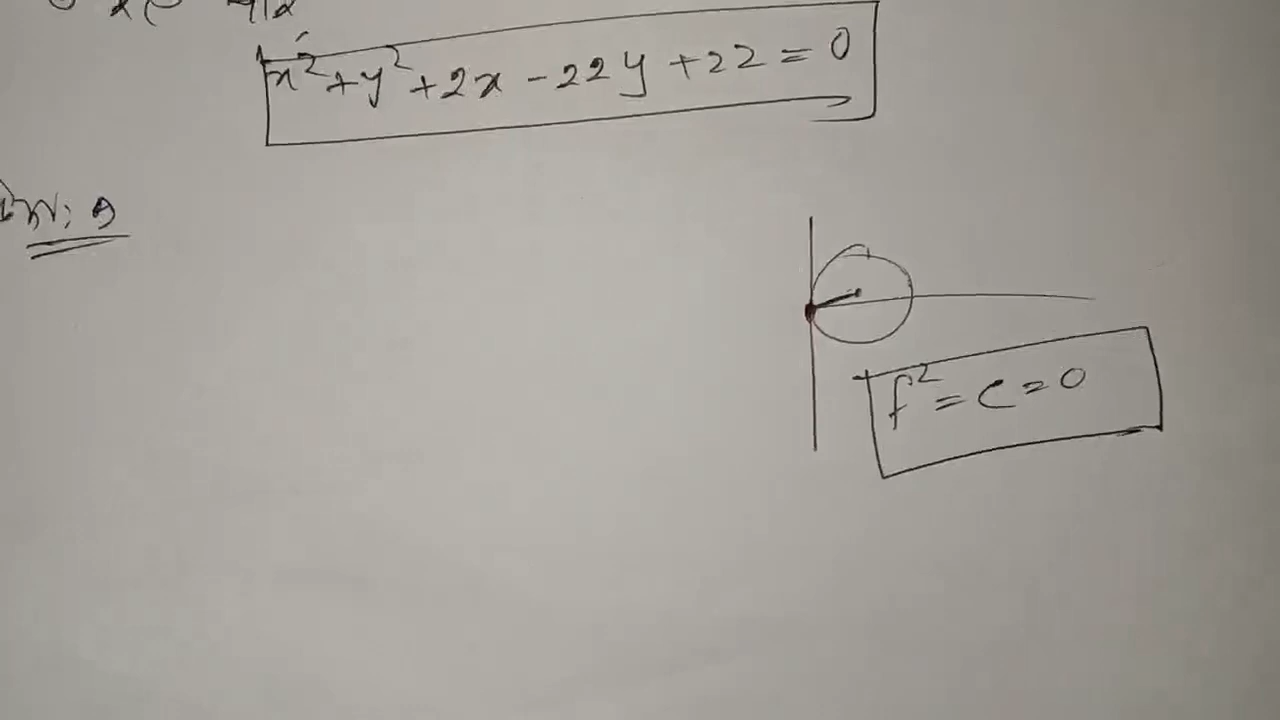 x² + y² + 2x - 22y + 22 = 0
f² = c = 0